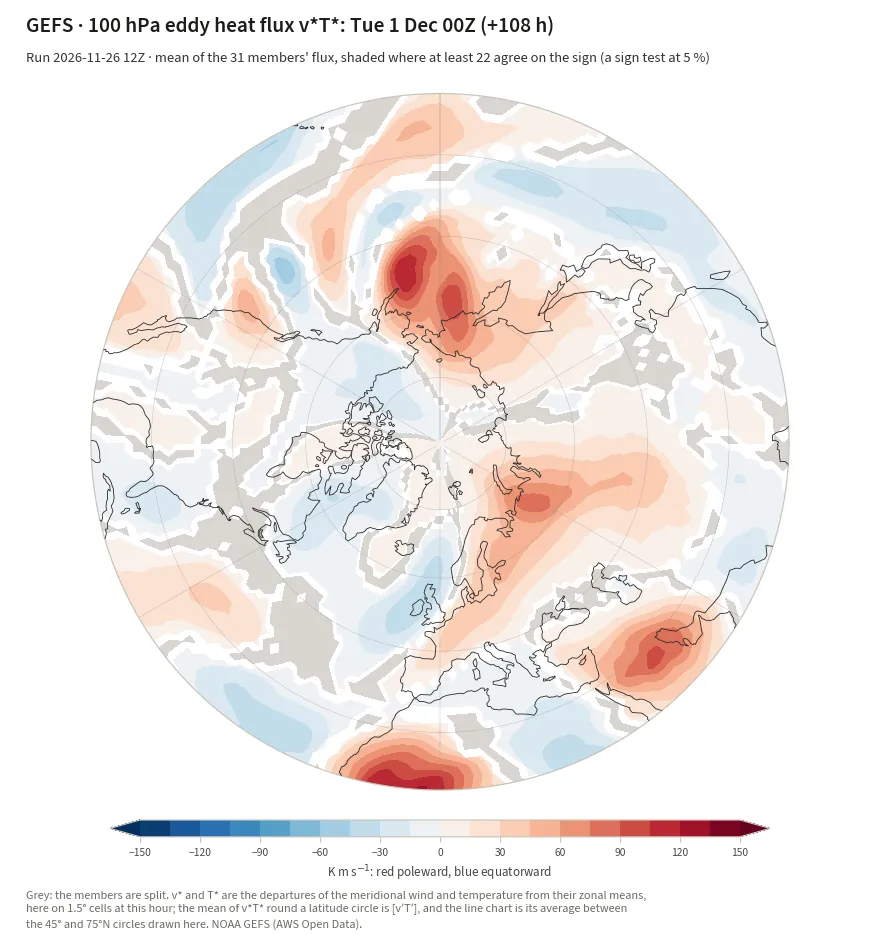 GEFS · 100 hPa eddy heat flux v*T*: Tue 1 Dec 00Z (+108 h)
Run 2026-11-26 12Z · mean of the 31 members' flux, shaded where at least 22 agree on the sign (a sign test at 5 %)
−150 −120 −90 −60 −30 0 30 60 90 120 150
K m s⁻¹: red poleward, blue equatorward
Grey: the members are split. v* and T* are the departures of the meridional wind and temperature from their zonal means,
here on 1.5° cells at this hour; the mean of v*T* round a latitude circle is [v'T'], and the line chart is its average between
the 45° and 75°N circles drawn here. NOAA GEFS (AWS Open Data).